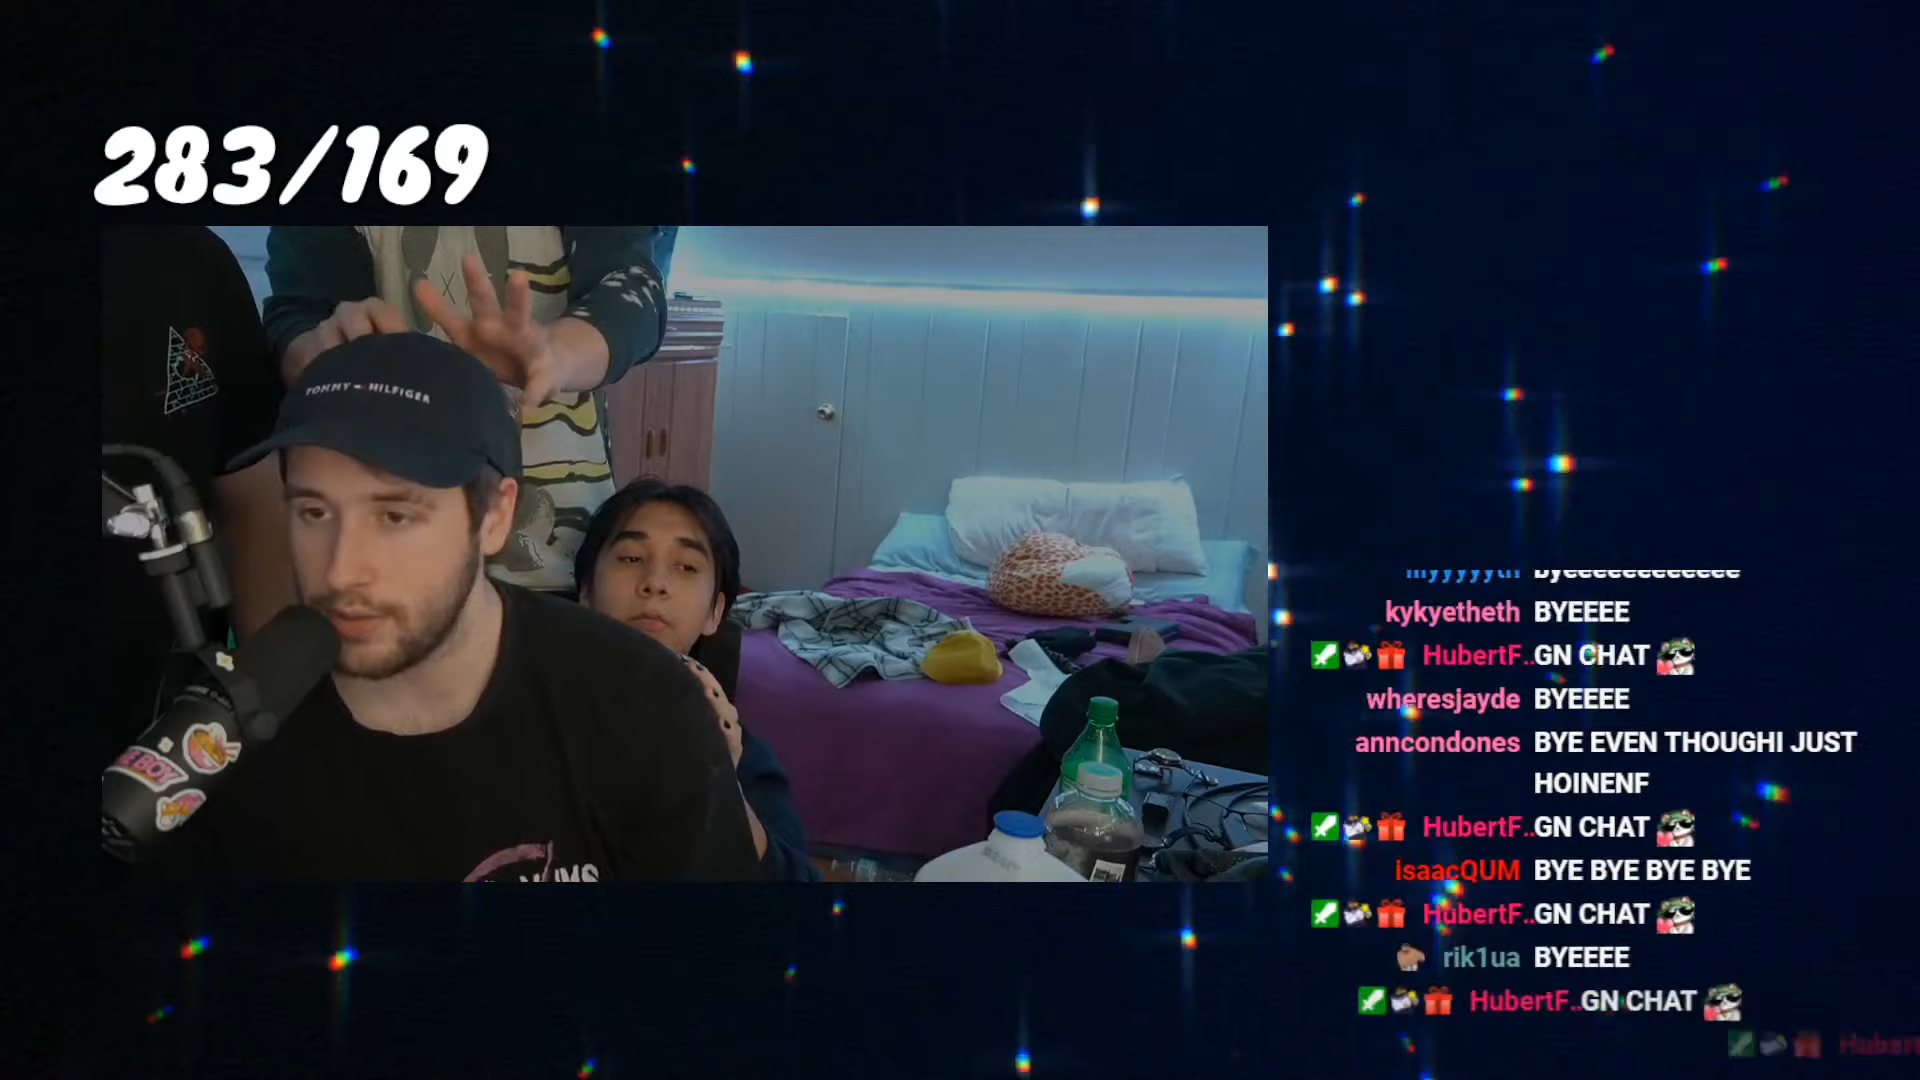 283/169
TOMMY HILFIGER
kykyetheth BYEEEE
HubertF..GN CHAT
wheresjayde BYEEEE
anncondones BYE EVEN THOUGHI JUST
HOINENF
HubertF..GN CHAT
isaacQUM BYE BYE BYE BYE
HubertF..GN CHAT
rik1ua BYEEEE
HubertF..GN CHAT